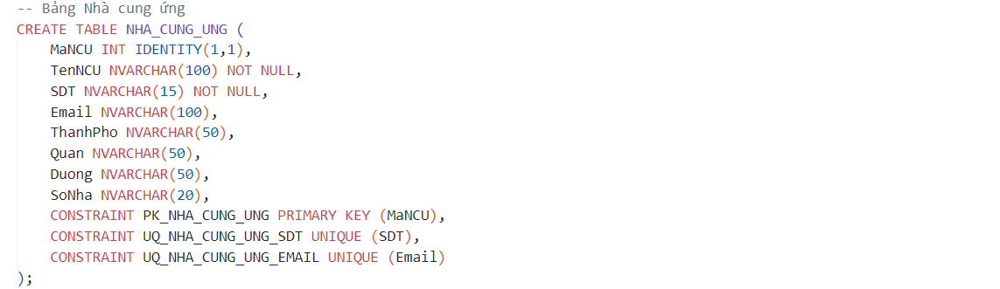 -- Bảng Nhà cung ứng
CREATE TABLE NHA_CUNG_UNG (
    MaNCU INT IDENTITY(1,1),
    TenNCU NVARCHAR(100) NOT NULL,
    SDT NVARCHAR(15) NOT NULL,
    Email NVARCHAR(100),
    ThanhPho NVARCHAR(50),
    Quan NVARCHAR(50),
    Duong NVARCHAR(50),
    SoNha NVARCHAR(20),
    CONSTRAINT PK_NHA_CUNG_UNG PRIMARY KEY (MaNCU),
    CONSTRAINT UQ_NHA_CUNG_UNG_SDT UNIQUE (SDT),
    CONSTRAINT UQ_NHA_CUNG_UNG_EMAIL UNIQUE (Email)
);